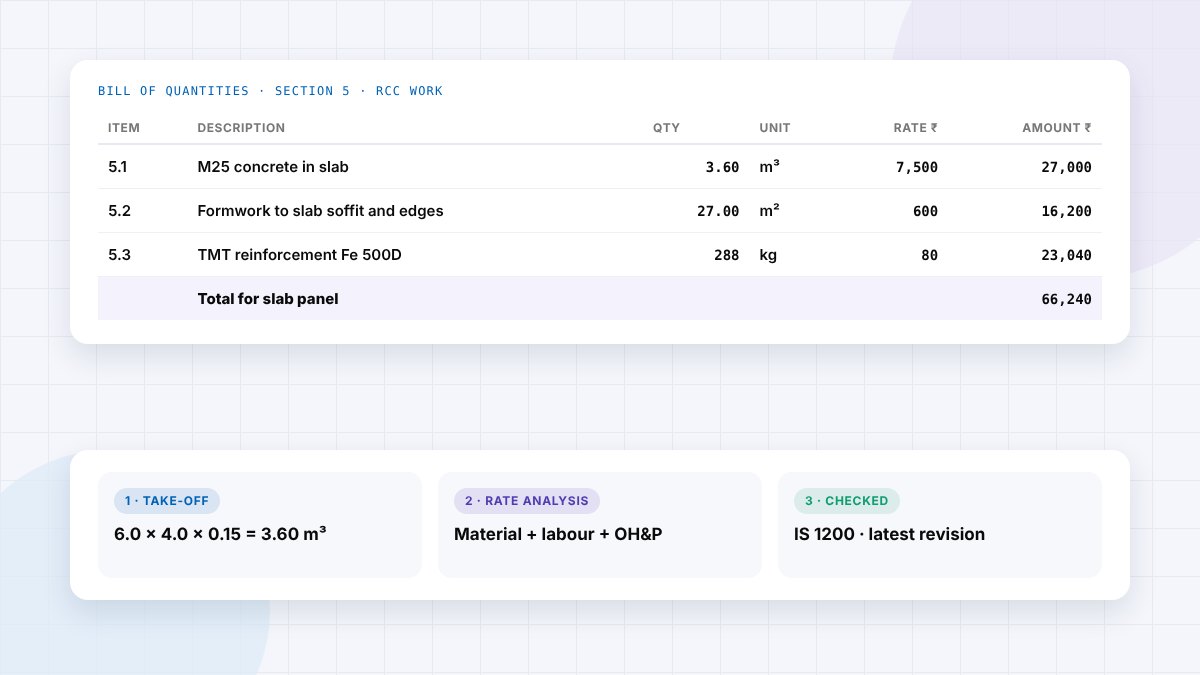 BILL OF QUANTITIES · SECTION 5 · RCC WORK
ITEM DESCRIPTION QTY UNIT RATE ₹ AMOUNT ₹
5.1 M25 concrete in slab 3.60 m³ 7,500 27,000
5.2 Formwork to slab soffit and edges 27.00 m² 600 16,200
5.3 TMT reinforcement Fe 500D 288 kg 80 23,040
Total for slab panel 66,240
1 · TAKE-OFF
6.0 × 4.0 × 0.15 = 3.60 m³
2 · RATE ANALYSIS
Material + labour + OH&P
3 · CHECKED
IS 1200 · latest revision